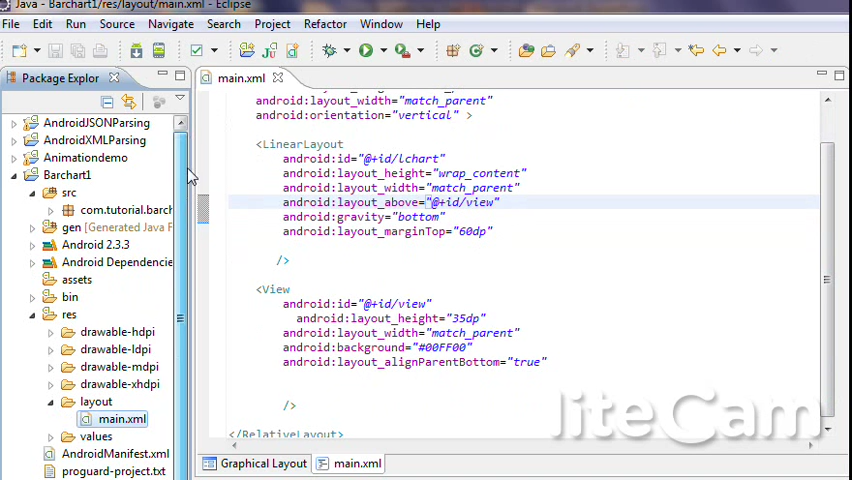 Java - Barchart1/res/layout/main.xml - Eclipse
File Edit Run Source Navigate Search Project Refactor Window Help
Package Explor
main.xml
android:layout_width="match_parent"
android:orientation="vertical" >
<LinearLayout
android:id="@+id/lchart"
android:layout_height="wrap_content"
android:layout_width="match_parent"
android:layout_above="@+id/view"
android:gravity="bottom"
android:layout_marginTop="60dp"
/>
<View
android:id="@+id/view"
android:layout_height="35dp"
android:layout_width="match_parent"
android:background="#00FF00"
android:layout_alignParentBottom="true"
/>
</RelativeLayout>
AndroidJSONParsing
AndroidXMLParsing
Animationdemo
Barchart1
src
com.tutorial.barch
gen [Generated Java F
Android 2.3.3
Android Dependencie
assets
bin
res
drawable-hdpi
drawable-ldpi
drawable-mdpi
drawable-xhdpi
layout
main.xml
values
AndroidManifest.xml
proguard-project.txt
Graphical Layout
main.xml
liteCam